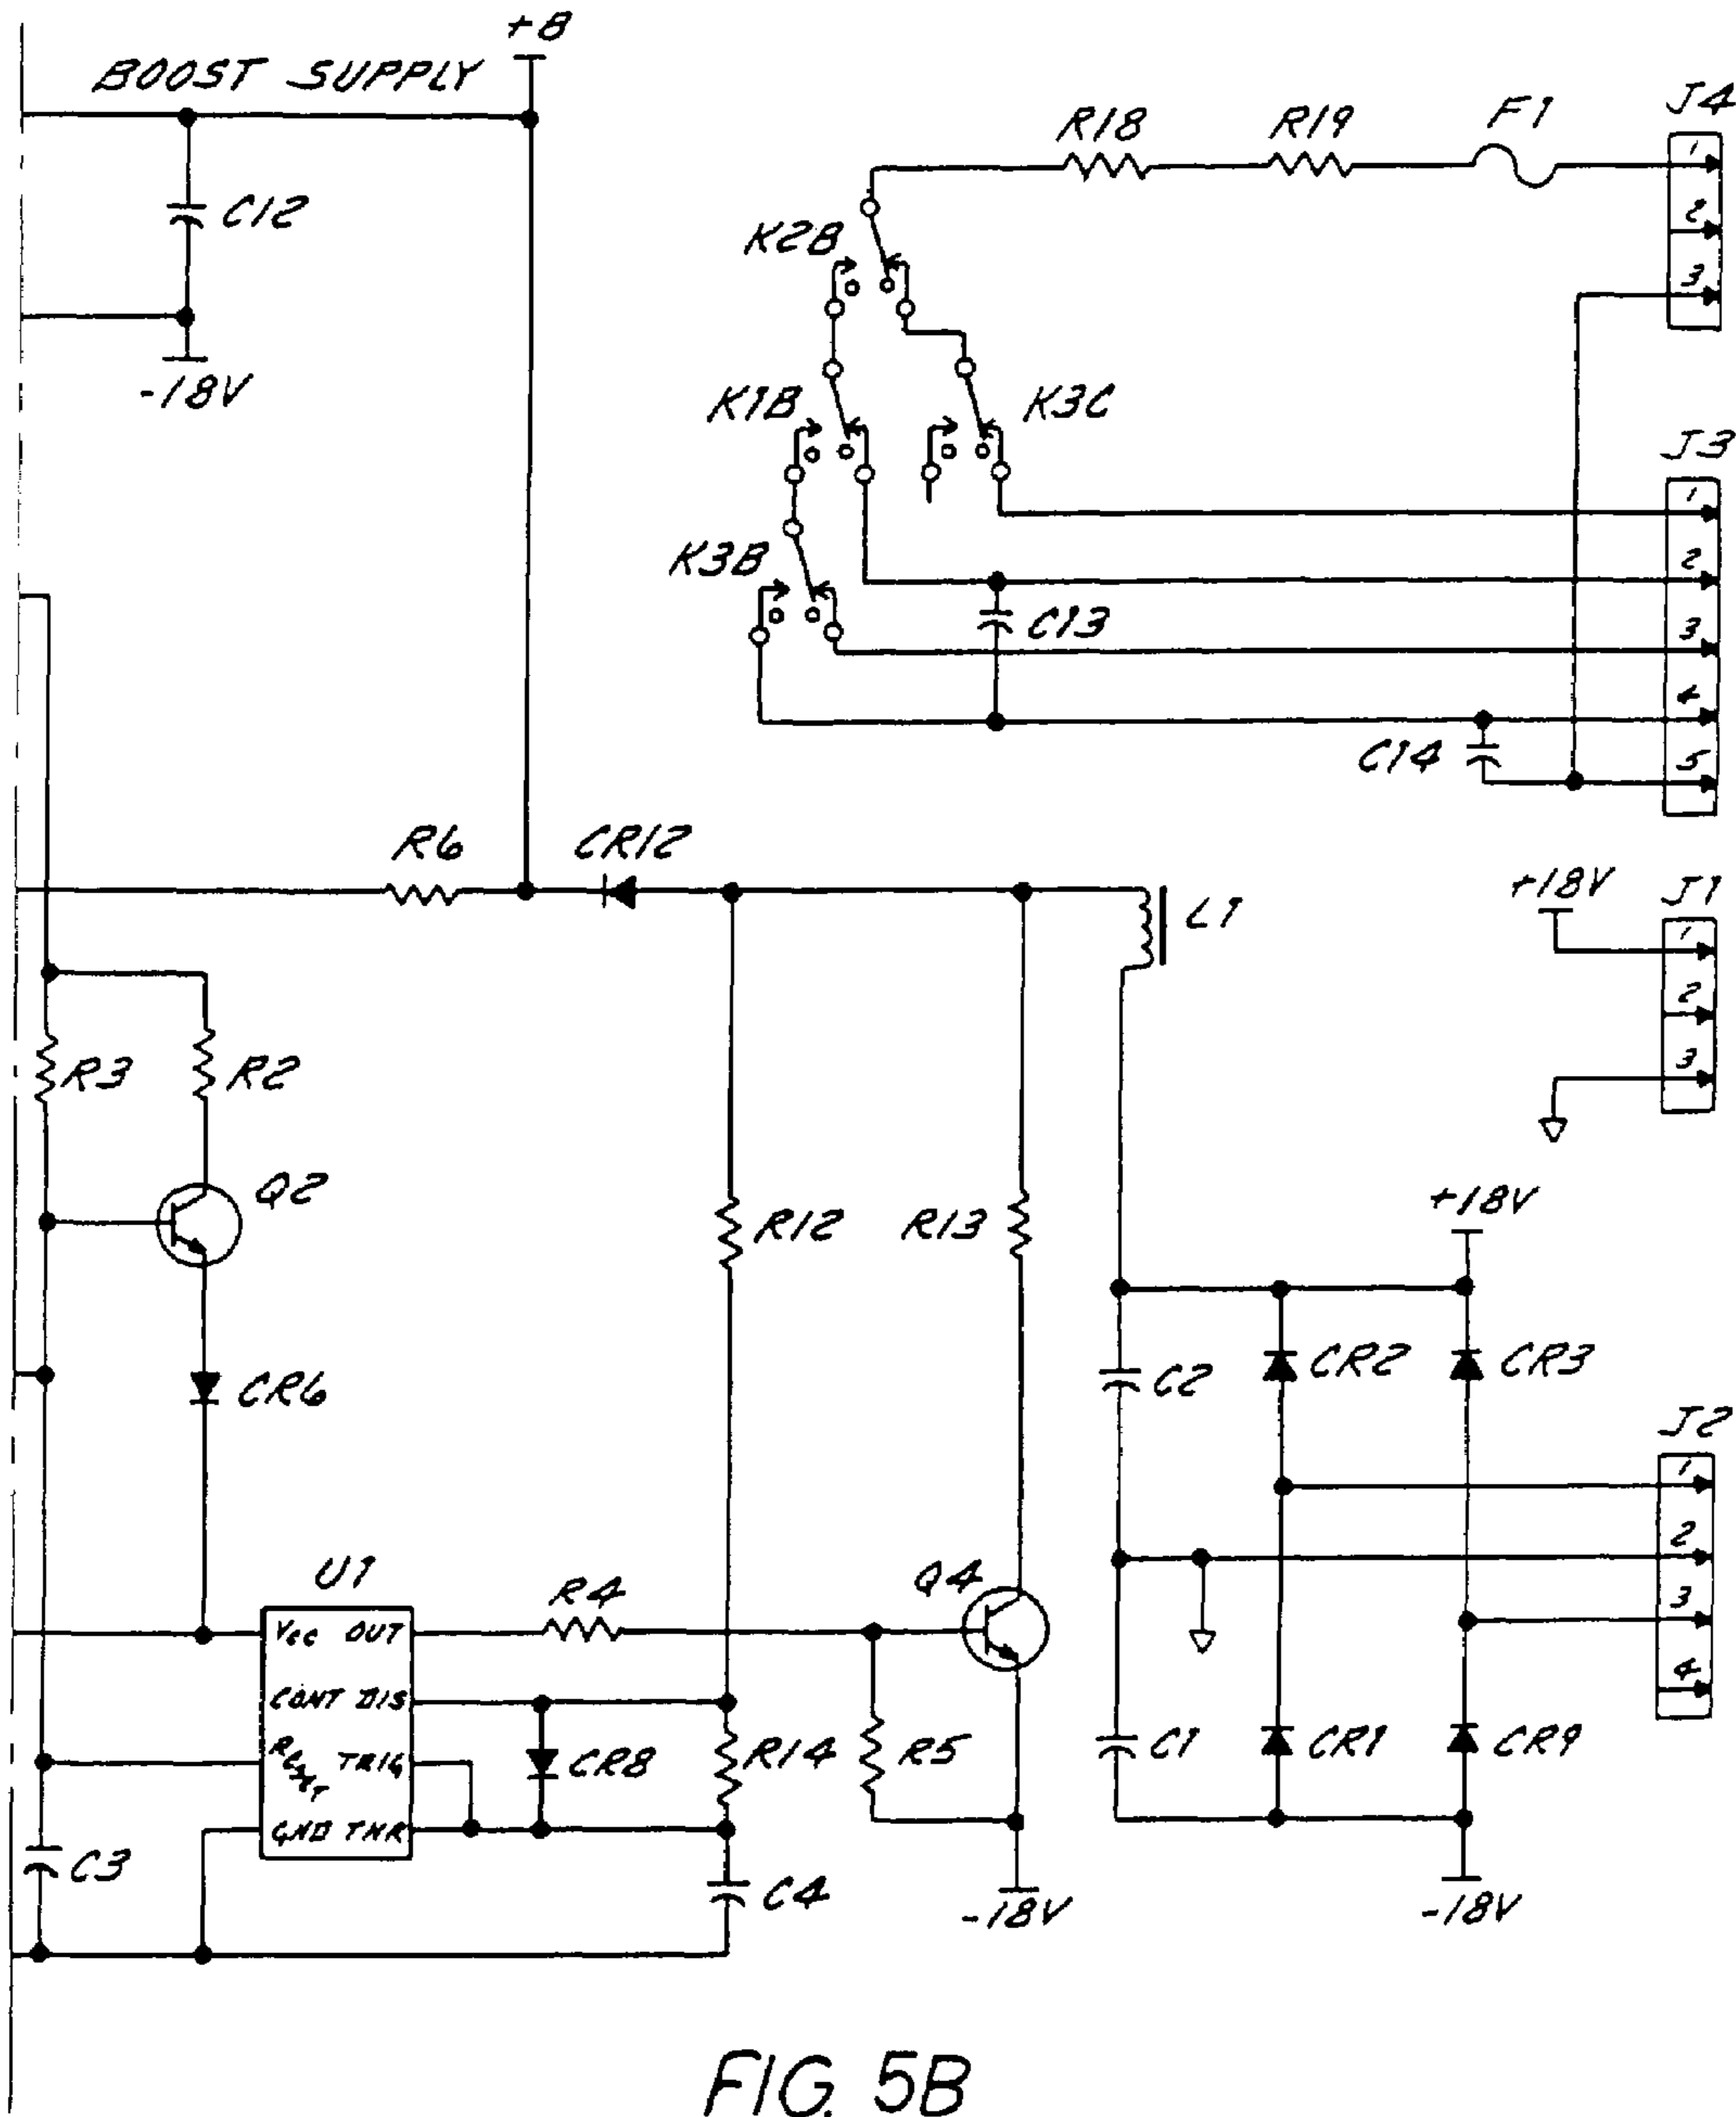 +8
BOOST SUPPLY
C12
-18V
R18
R19
F1
J4
1
2
3
K2B
K1B
K3C
K3B
C13
C14
J3
1
2
3
4
5
R6
CR12
L1
+18V
J1
1
2
3
R3
R2
Q2
R12
R13
CR6
+18V
C2
CR2
CR3
J2
1
2
3
4
U1
VCC OUT
CONT DIS
TRIG
GND THR
R4
Q4
CR8
R14
R5
C1
CR1
CR9
C3
C4
-18V
-18V
FIG. 5B